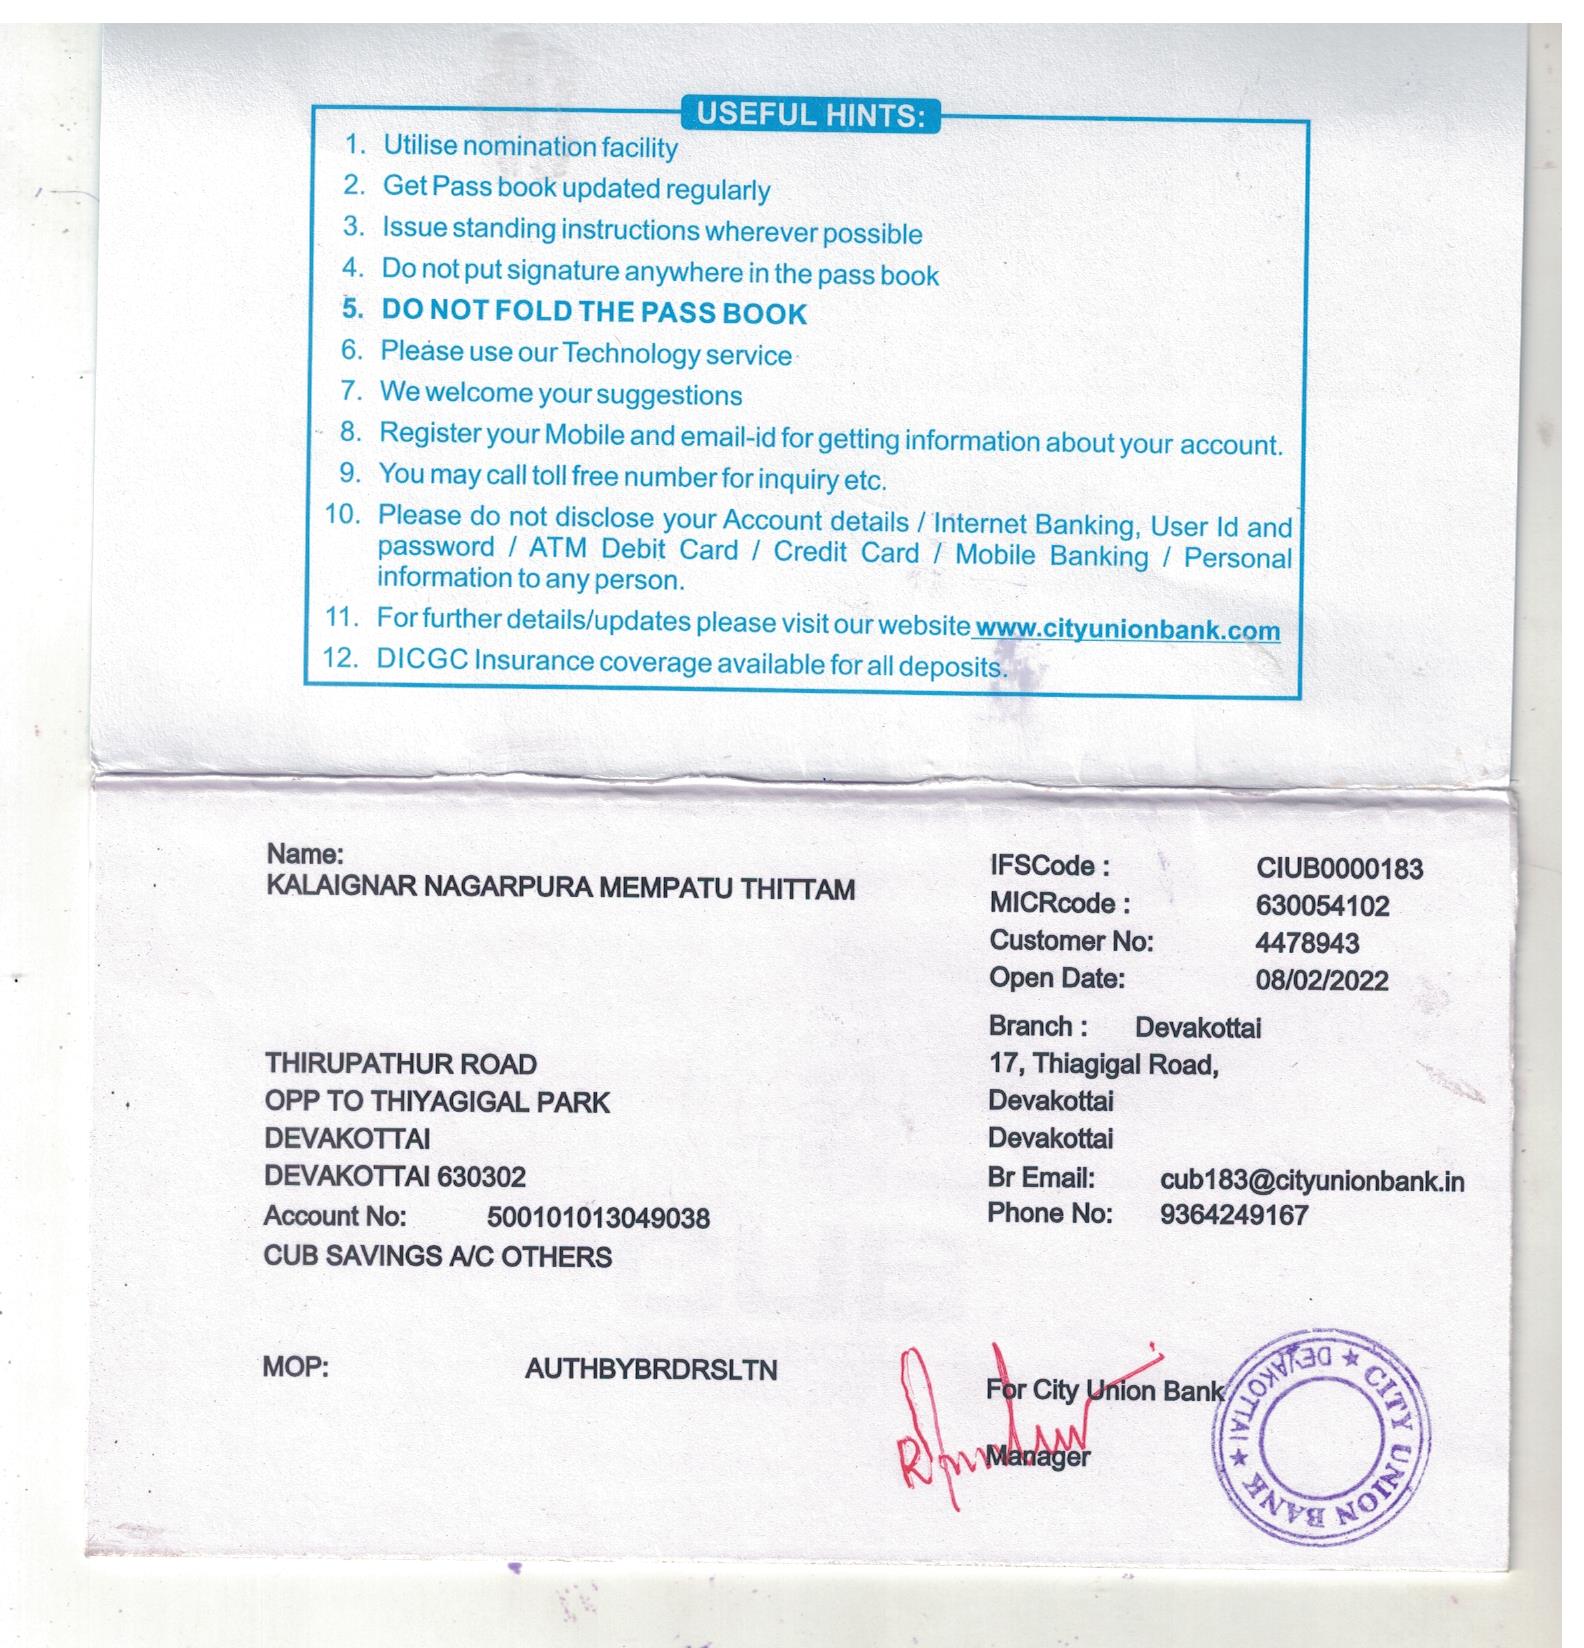 USEFUL HINTS:
1. Utilise nomination facility
2. Get Pass book updated regularly
3. Issue standing instructions wherever possible
4. Do not put signature anywhere in the pass book
5. DO NOT FOLD THE PASS BOOK
6. Please use our Technology service
7. We welcome your suggestions
8. Register your Mobile and email-id for getting information about your account.
9. You may call toll free number for inquiry etc.
10. Please do not disclose your Account details / Internet Banking, User Id and
password / ATM Debit Card / Credit Card / Mobile Banking / Personal
information to any person.
11. For further details/updates please visit our website www.cityunionbank.com
12. DICGC Insurance coverage available for all deposits.
Name:
KALAIGNAR NAGARPURA MEMPATU THITTAM
THIRUPATHUR ROAD
OPP TO THIYAGIGAL PARK
DEVAKOTTAI
DEVAKOTTAI 630302
Account No: 500101013049038
CUB SAVINGS A/C OTHERS
MOP: AUTHBYBRDRSLTN
IFSCode : CIUB0000183
MICRcode : 630054102
Customer No: 4478943
Open Date: 08/02/2022
Branch : Devakottai
17, Thiagigal Road,
Devakottai
Devakottai
Br Email: cub183@cityunionbank.in
Phone No: 9364249167
For City Union Bank
Manager
CITY UNION BANK ★ DEVAKOTTAI ★